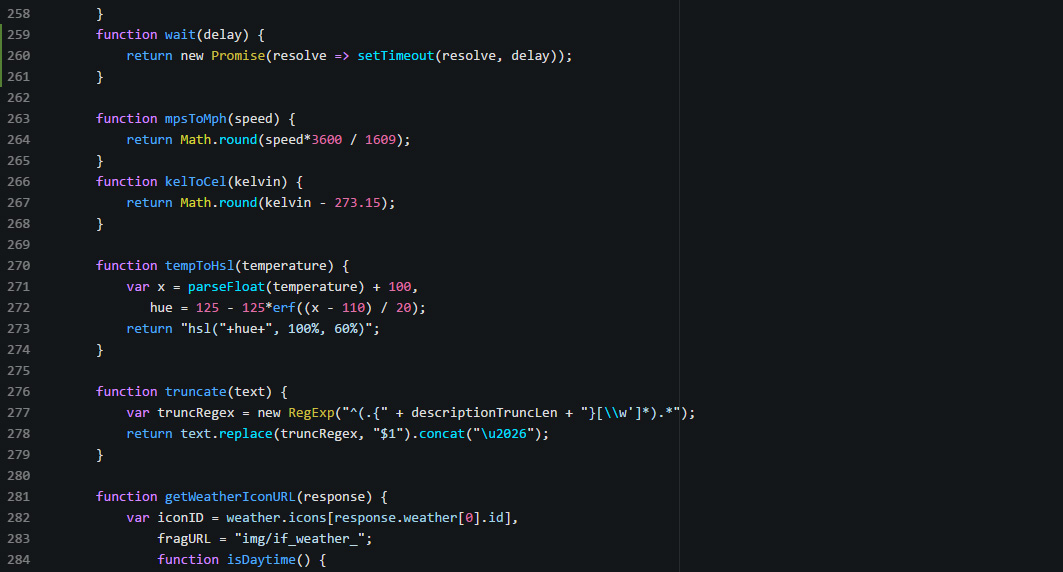 258        }
259        function wait(delay) {
260            return new Promise(resolve => setTimeout(resolve, delay));
261        }
262
263        function mpsToMph(speed) {
264            return Math.round(speed*3600 / 1609);
265        }
266        function kelToCel(kelvin) {
267            return Math.round(kelvin - 273.15);
268        }
269
270        function tempToHsl(temperature) {
271            var x = parseFloat(temperature) + 100,
272               hue = 125 - 125*erf((x - 110) / 20);
273            return "hsl("+hue+", 100%, 60%)";
274        }
275
276        function truncate(text) {
277            var truncRegex = new RegExp("^(.{" + descriptionTruncLen + "}[\\w']*).*");
278            return text.replace(truncRegex, "$1").concat("\u2026");
279        }
280
281        function getWeatherIconURL(response) {
282            var iconID = weather.icons[response.weather[0].id],
283                fragURL = "img/if_weather_";
284                function isDaytime() {